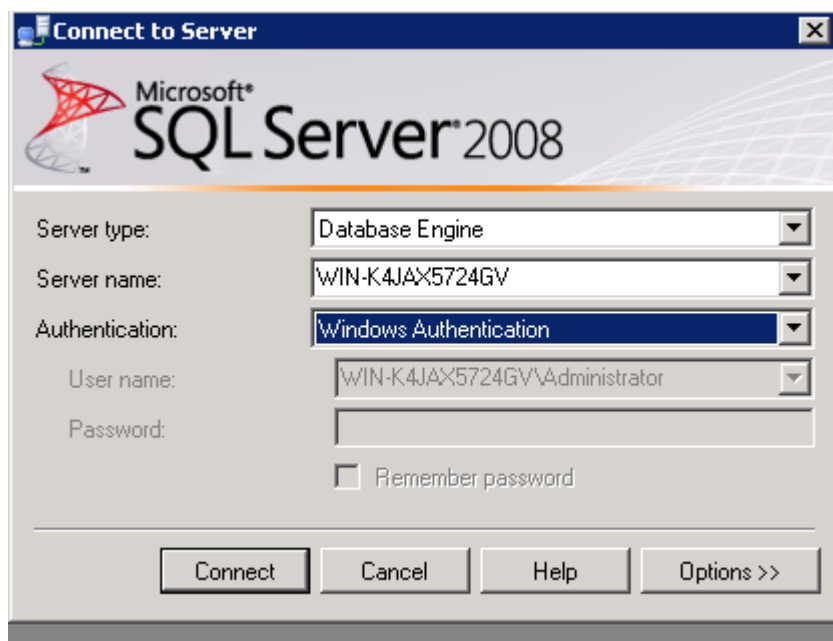 Connect to Server
Microsoft®
SQL Server® 2008
Server type: Database Engine
Server name: WIN-K4JAX5724GV
Authentication: Windows Authentication
User name: WIN-K4JAX5724GV\Administrator
Password:
Remember password
Connect Cancel Help Options >>